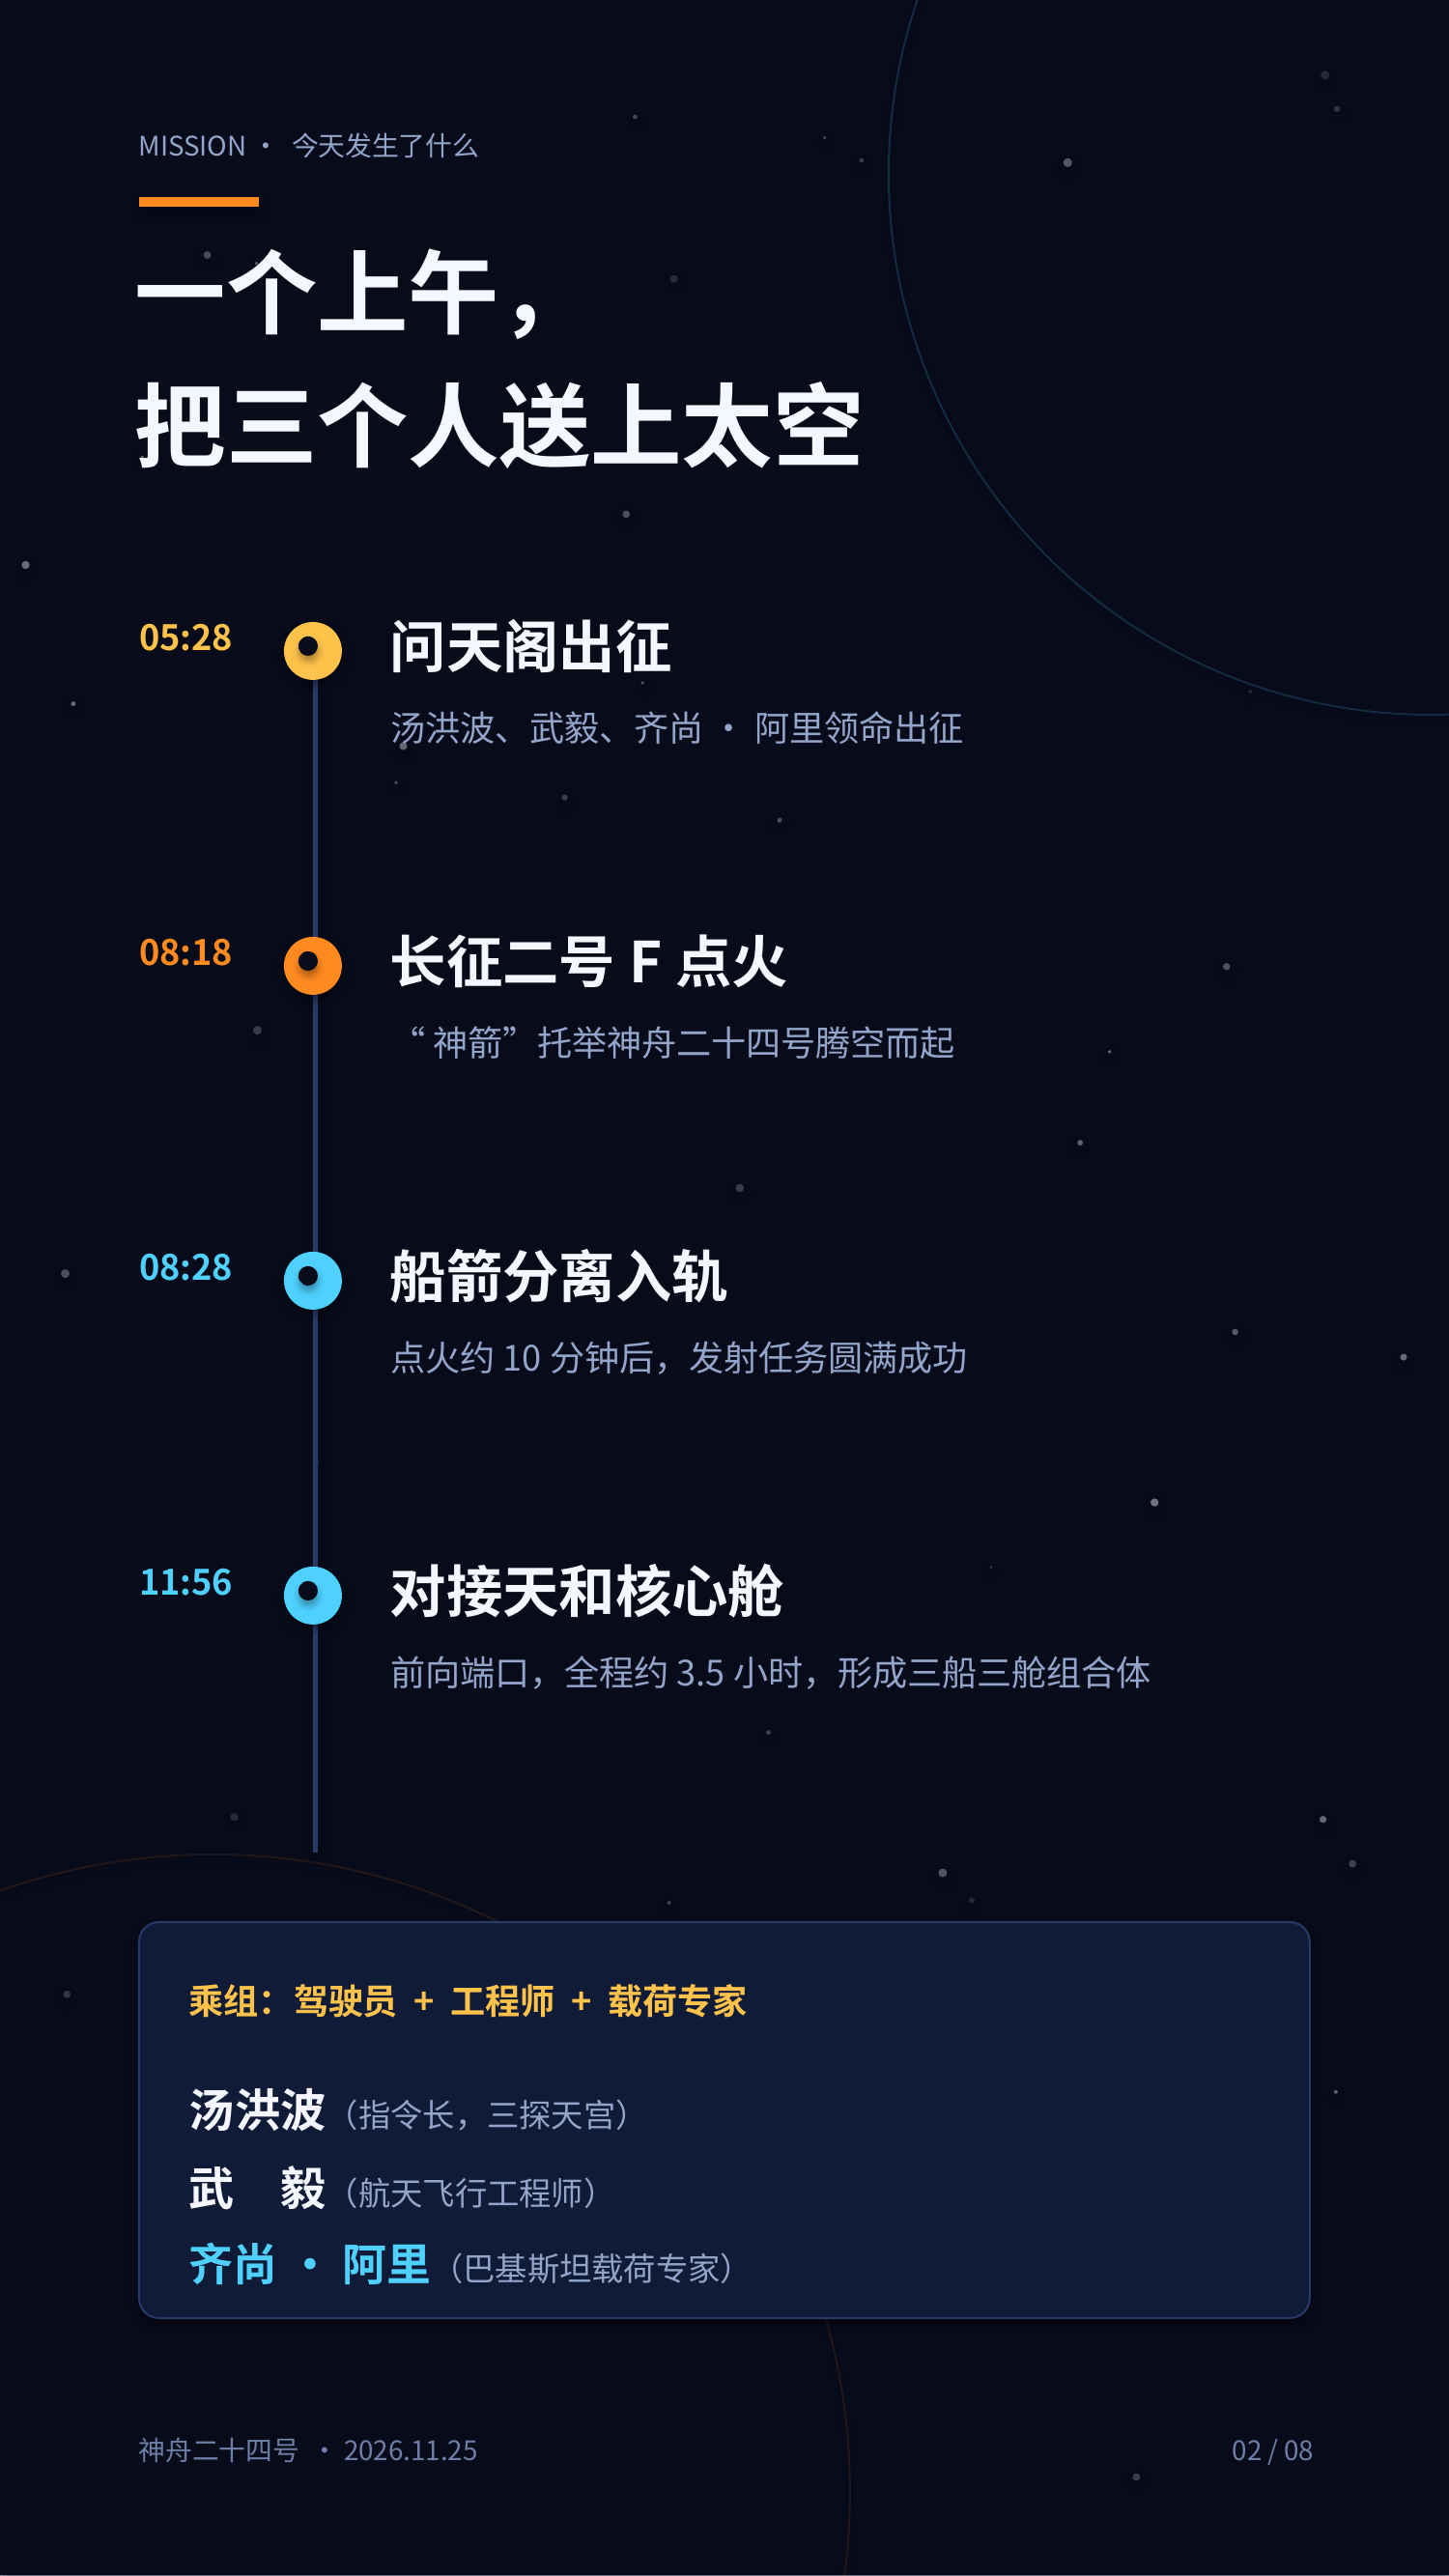 MISSION · 今天发生了什么
一个上午，
把三个人送上太空
05:28
问天阁出征
汤洪波、武毅、齐尚 · 阿里领命出征
08:18
长征二号 F 点火
“神箭”托举神舟二十四号腾空而起
08:28
船箭分离入轨
点火约 10 分钟后，发射任务圆满成功
11:56
对接天和核心舱
前向端口，全程约 3.5 小时，形成三船三舱组合体
乘组：驾驶员 + 工程师 + 载荷专家
汤洪波（指令长，三探天宫）
武　毅（航天飞行工程师）
齐尚 · 阿里（巴基斯坦载荷专家）
神舟二十四号 · 2026.11.25
02 / 08